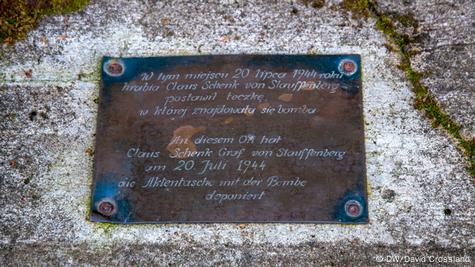 W tym miejscu 20 lipca 1944 roku
hrabia Claus Schenk von Stauffenberg
postawił teczkę
w której znajdowała się bomba
An diesem Ort hat
Claus Schenk Graf von Stauffenberg
am 20 Juli 1944
die Aktentasche mit der Bombe
deponiert
© DW/David Crossland